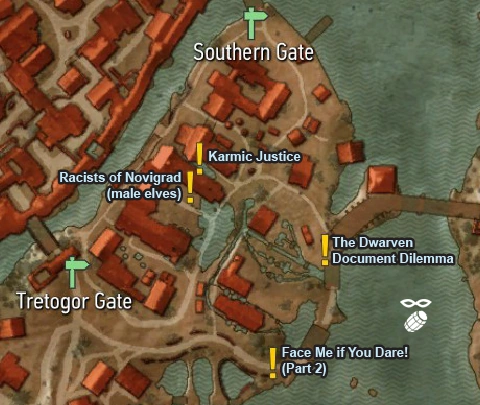 Southern Gate
Karmic Justice
Racists of Novigrad
(male elves)
The Dwarven
Document Dilemma
Tretogor Gate
Face Me if You Dare!
(Part 2)